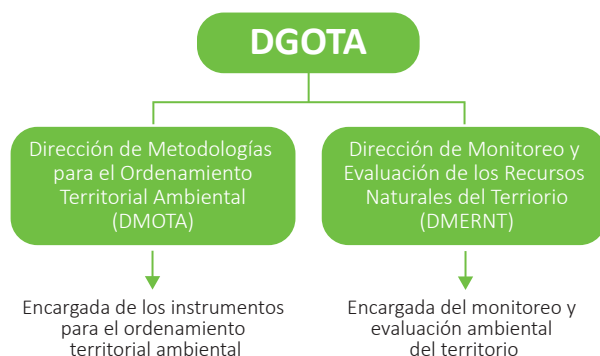 DGOTA
Dirección de Metodologías
para el Ordenamiento
Territorial Ambiental
(DMOTA)
Dirección de Monitoreo y
Evaluación de los Recursos
Naturales del Terriorio
(DMERNT)
Encargada de los instrumentos
para el ordenamiento
territorial ambiental
Encargada del monitoreo y
evaluación ambiental
del territorio